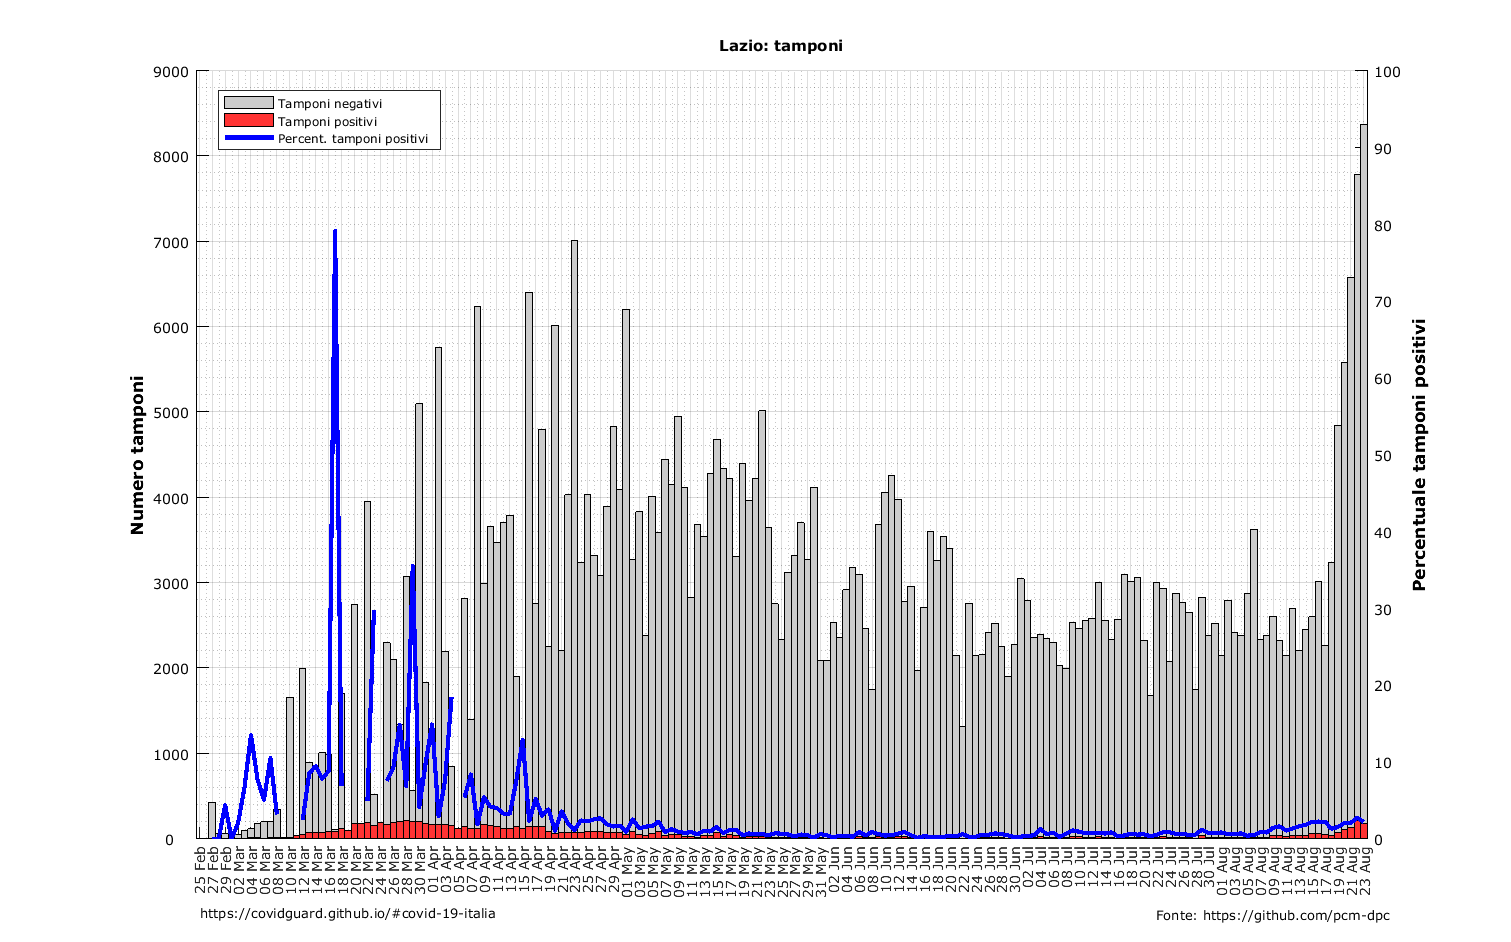 Lazio: tamponi
Tamponi negativi
Tamponi positivi
Percent. tamponi positivi
Numero tamponi
9000
8000
7000
6000
5000
4000
3000
2000
1000
0
Percentuale tamponi positivi
100
90
80
70
60
50
40
30
20
10
0
25 Feb
27 Feb
29 Feb
02 Mar
04 Mar
06 Mar
08 Mar
10 Mar
12 Mar
14 Mar
16 Mar
18 Mar
20 Mar
22 Mar
24 Mar
26 Mar
28 Mar
30 Mar
01 Apr
03 Apr
05 Apr
07 Apr
09 Apr
11 Apr
13 Apr
15 Apr
17 Apr
19 Apr
21 Apr
23 Apr
25 Apr
27 Apr
29 Apr
01 May
03 May
05 May
07 May
09 May
11 May
13 May
15 May
17 May
19 May
21 May
23 May
25 May
27 May
29 May
31 May
02 Jun
04 Jun
06 Jun
08 Jun
10 Jun
12 Jun
14 Jun
16 Jun
18 Jun
20 Jun
22 Jun
24 Jun
26 Jun
28 Jun
30 Jun
02 Jul
04 Jul
06 Jul
08 Jul
10 Jul
12 Jul
14 Jul
16 Jul
18 Jul
20 Jul
22 Jul
24 Jul
26 Jul
28 Jul
30 Jul
01 Aug
03 Aug
05 Aug
07 Aug
09 Aug
11 Aug
13 Aug
15 Aug
17 Aug
19 Aug
21 Aug
23 Aug
https://covidguard.github.io/#covid-19-italia
Fonte: https://github.com/pcm-dpc